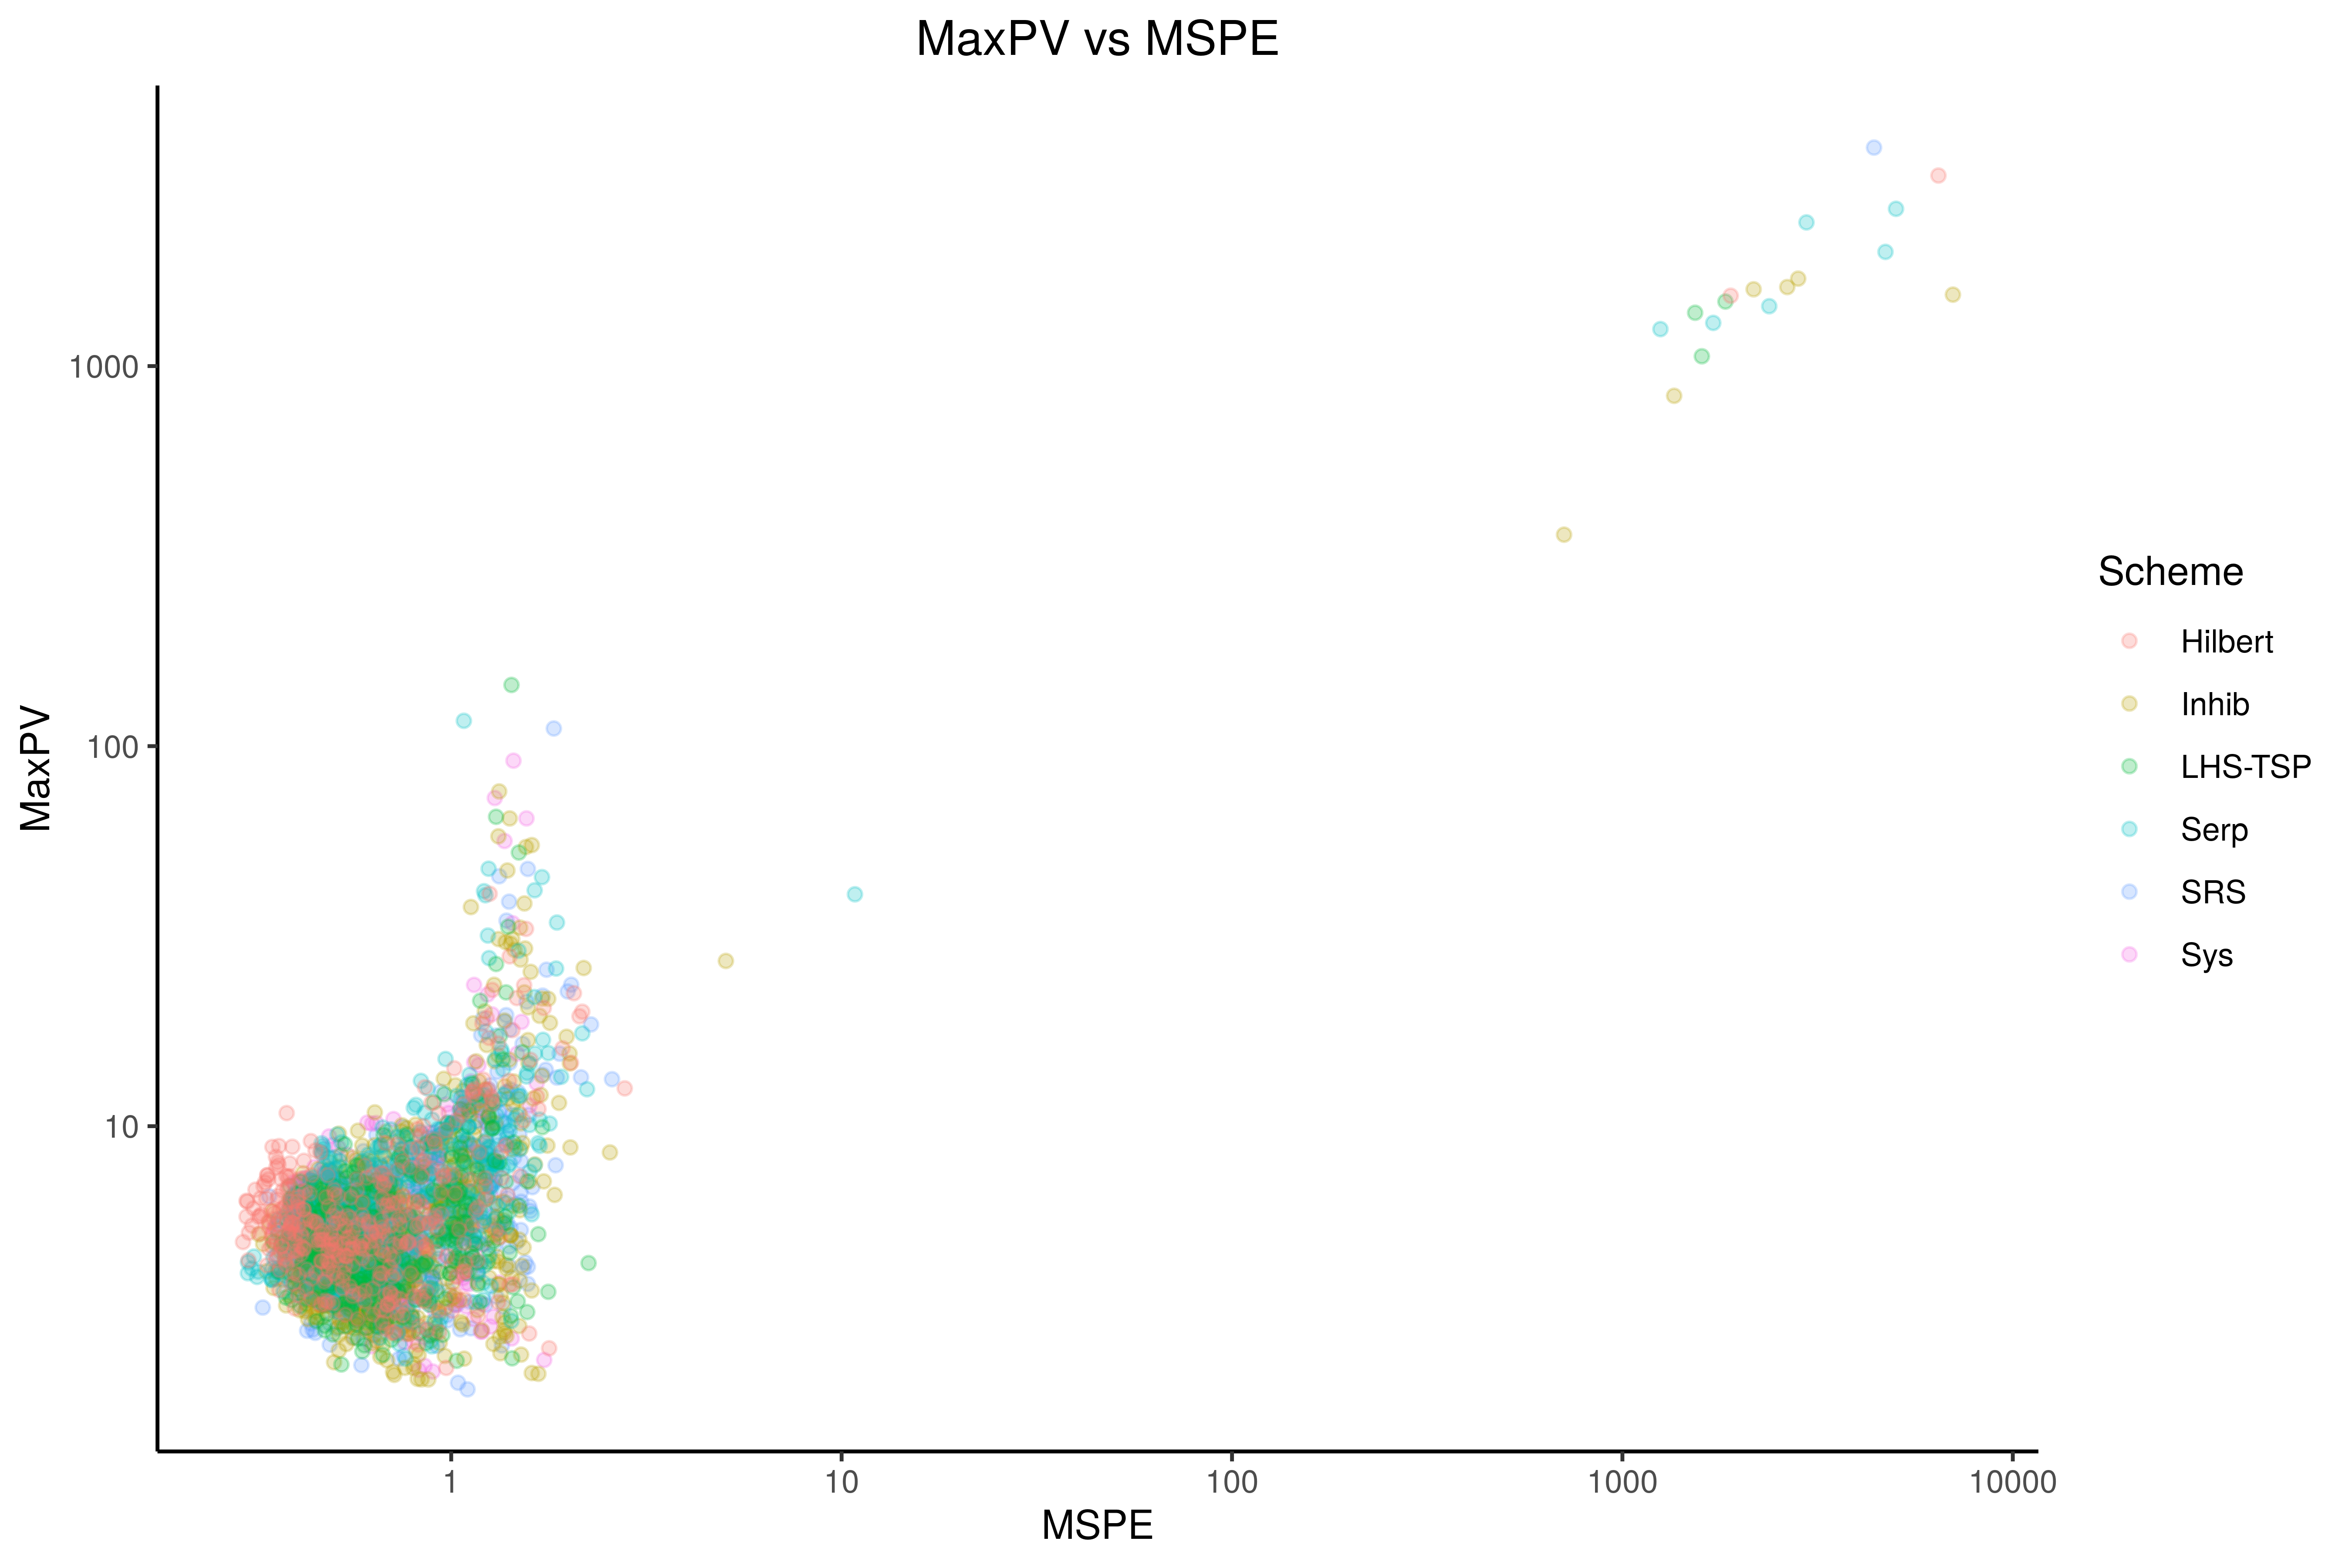 MaxPV vs MSPE
MaxPV
1000
100
10
1
10
100
1000
10000
MSPE
Scheme
Hilbert
Inhib
LHS-TSP
Serp
SRS
Sys